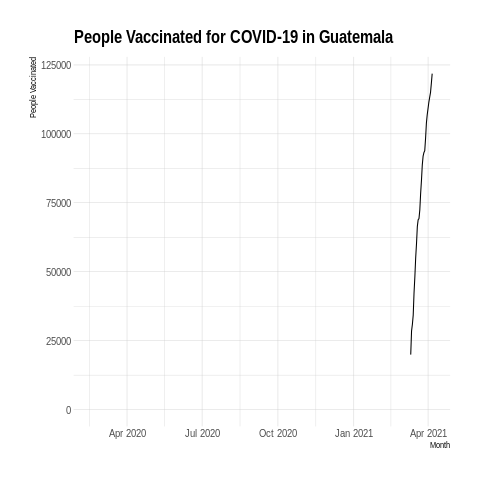 People Vaccinated for COVID-19 in Guatemala
People Vaccinated
125000
100000
75000
50000
25000
0
Apr 2020 Jul 2020 Oct 2020 Jan 2021 Apr 2021
Month